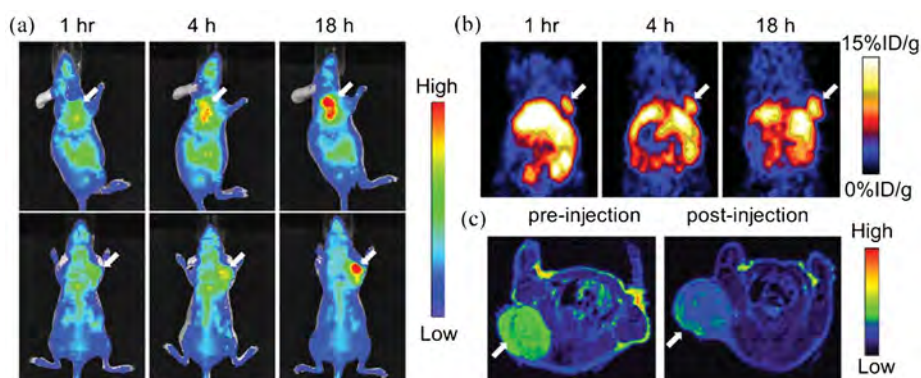 (a) 1 hr 4 h 18 h
High
Low
(b) 1 hr 4 h 18 h
15%ID/g
0%ID/g
(c) pre-injection post-injection
High
Low